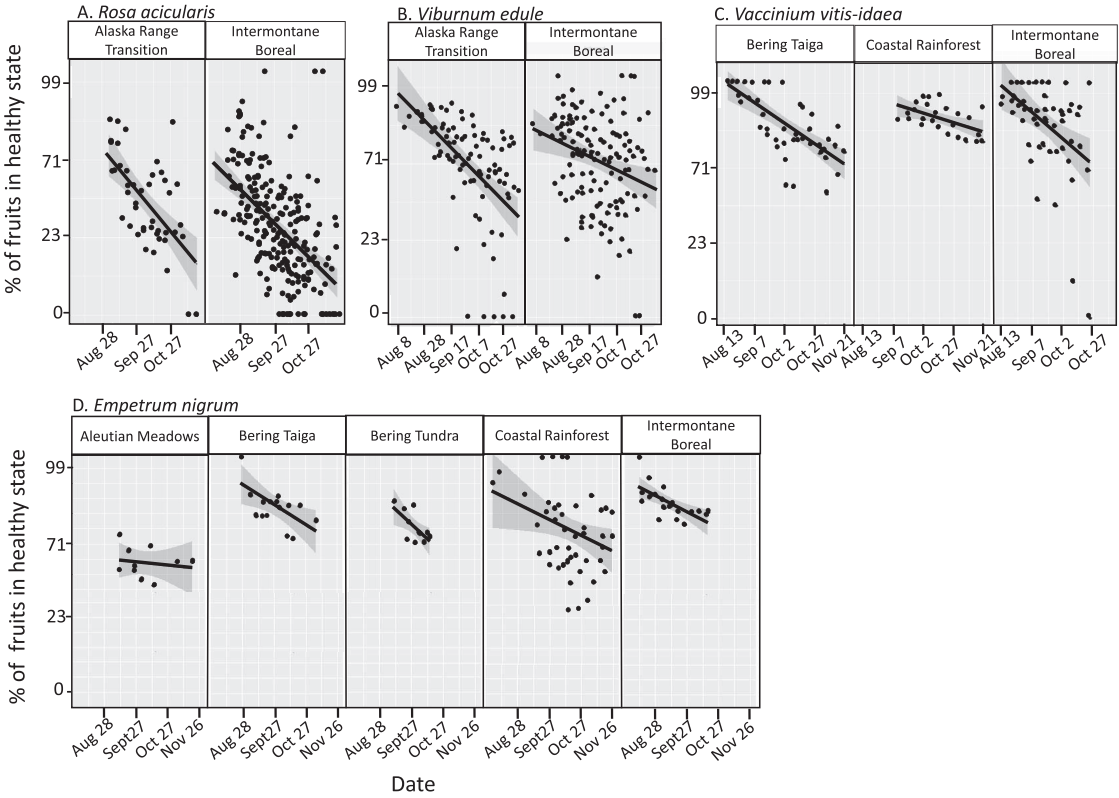 A. Rosa acicularis
Alaska Range
Transition
Intermontane
Boreal
B. Viburnum edule
Alaska Range
Transition
Intermontane
Boreal
C. Vaccinium vitis-idaea
Bering Taiga
Coastal Rainforest
Intermontane
Boreal
% of fruits in healthy state
99
71
23
0
99
71
23
0
99
71
23
0
Aug 28
Sep 27
Oct 27
Aug 28
Sep 27
Oct 27
Aug 8
Aug 28
Sep 17
Oct 7
Oct 27
Aug 8
Aug 28
Sep 17
Oct 7
Oct 27
Aug 13
Sep 7
Oct 2
Oct 27
Nov 21
Aug 13
Sep 7
Oct 2
Oct 27
Nov 21
Aug 13
Sep 7
Oct 2
Oct 27
D. Empetrum nigrum
Aleutian Meadows
Bering Taiga
Bering Tundra
Coastal Rainforest
Intermontane
Boreal
% of fruits in healthy state
99
71
23
0
Aug 28
Sept27
Oct 27
Nov 26
Aug 28
Sept27
Oct 27
Nov 26
Aug 28
Sept27
Oct 27
Nov 26
Aug 28
Sept27
Oct 27
Nov 26
Aug 28
Sept27
Oct 27
Nov 26
Date